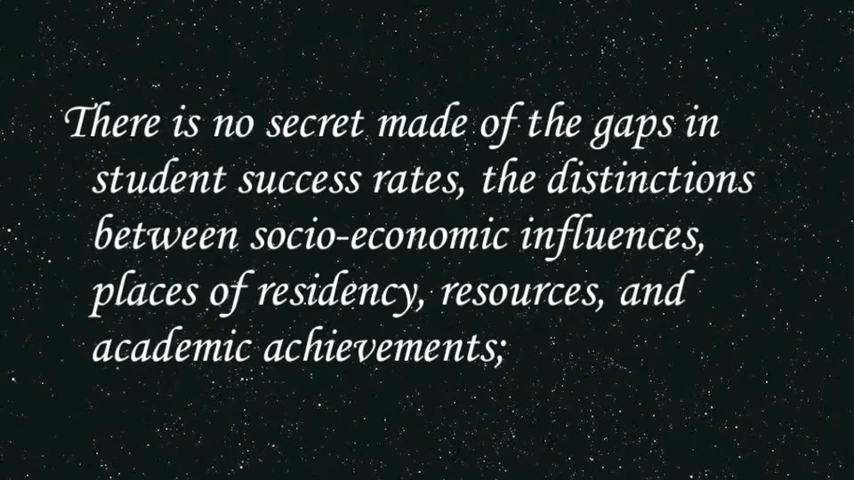 There is no secret made of the gaps in
student success rates, the distinctions
between socio-economic influences,
places of residency, resources, and
academic achievements;